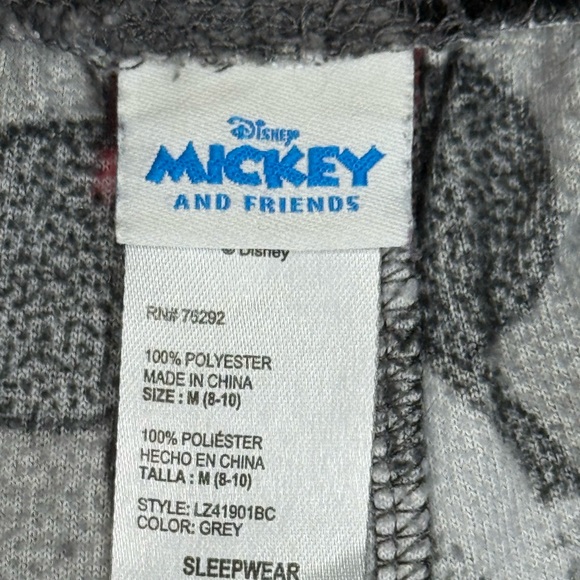 Disney
MICKEY
AND FRIENDS
© Disney
RN# 76292
100% POLYESTER
MADE IN CHINA
SIZE : M (8-10)
100% POLIÉSTER
HECHO EN CHINA
TALLA : M (8-10)
STYLE: LZ41901BC
COLOR: GREY
SLEEPWEAR